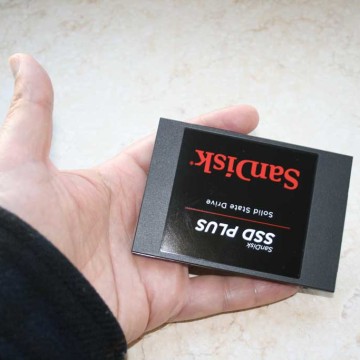 SanDisk
SSD PLUS
Solid State Drive
SanDisk